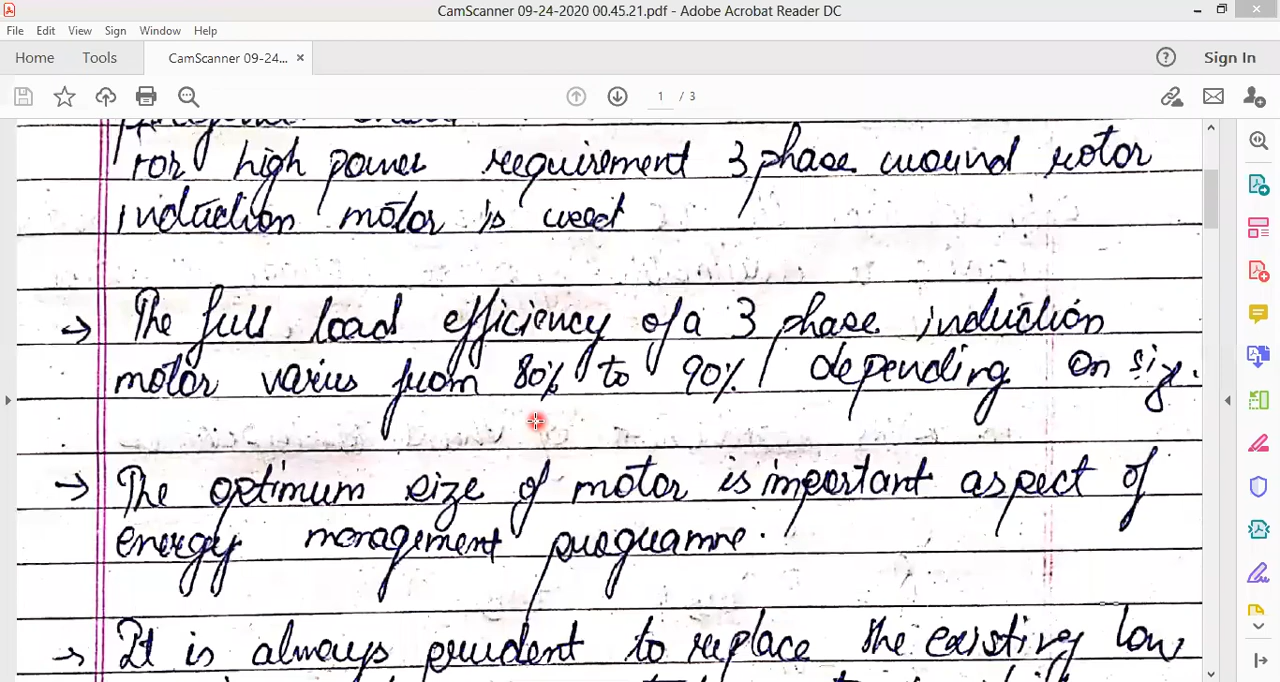 CamScanner 09-24-2020 00.45.21.pdf - Adobe Acrobat Reader DC
File Edit View Sign Window Help
Home Tools CamScanner 09-24... × Sign In
1 / 3
For high power requirement 3 phase wound rotor
induction motor is used
→ The full load efficiency of a 3 phase induction
motor varies from 80% to 90% depending on size.
→ The optimum size of motor is important aspect of
energy management programme.
→ It is always prudent to replace the existing low